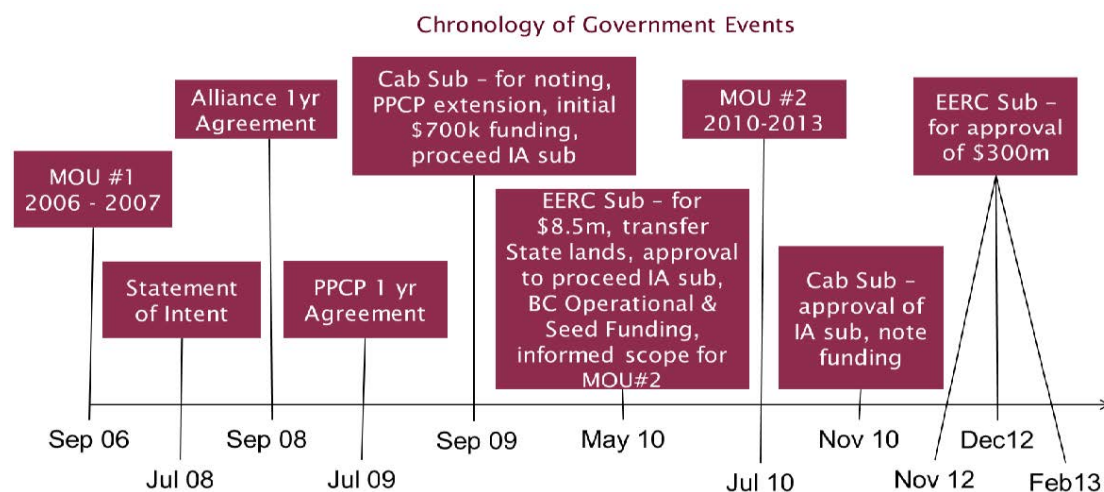 Chronology of Government Events
MOU #1
2006 - 2007
Statement
of Intent
Alliance 1yr
Agreement
PPCP 1 yr
Agreement
Cab Sub – for noting,
PPCP extension, initial
$700k funding,
proceed IA sub
EERC Sub – for
$8.5m, transfer
State lands, approval
to proceed IA sub,
BC Operational &
Seed Funding,
informed scope for
MOU#2
MOU #2
2010-2013
Cab Sub –
approval of
IA sub, note
funding
EERC Sub –
for approval
of $300m
Sep 06
Jul 08
Sep 08
Jul 09
Sep 09
May 10
Jul 10
Nov 10
Nov 12
Dec12
Feb13